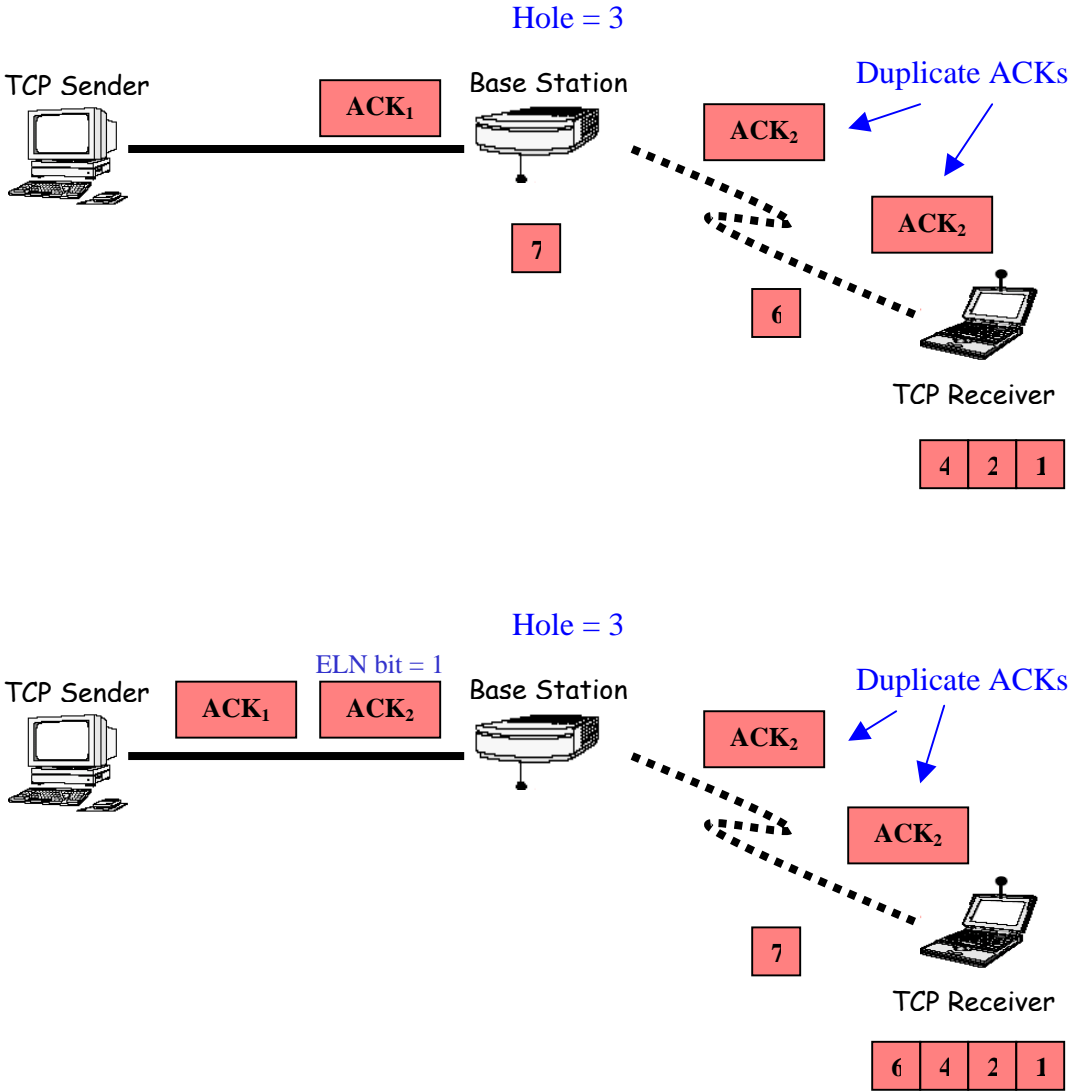 Hole = 3
TCP Sender
Base Station
Duplicate ACKs
ACK₁
ACK₂
ACK₂
7
6
TCP Receiver
4 2 1
Hole = 3
ELN bit = 1
TCP Sender
Base Station
Duplicate ACKs
ACK₁
ACK₂
ACK₂
ACK₂
7
TCP Receiver
6 4 2 1